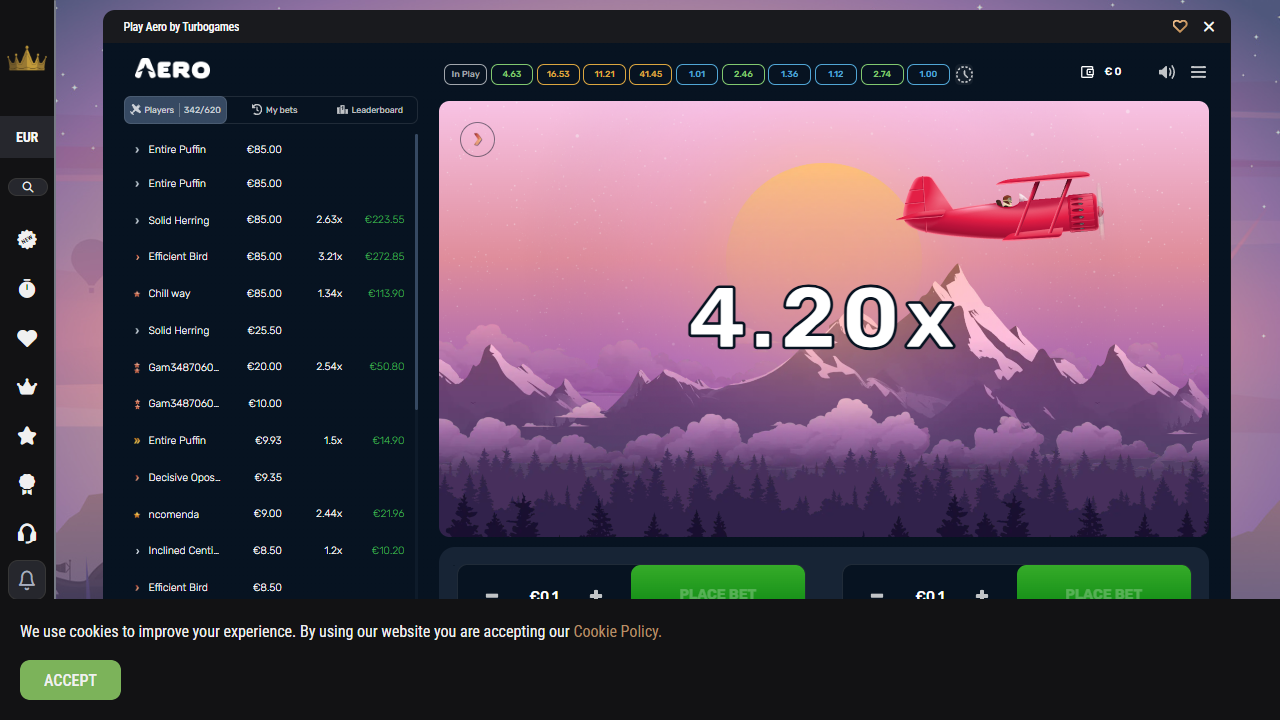 Play Aero by Turbogames
AERO
In Play 4.63 16.53 11.21 41.45 1.01 2.46 1.36 1.12 2.74 1.00
€ 0
EUR
NEW
Players 342/620 My bets Leaderboard
Entire Puffin €85.00
Entire Puffin €85.00
Solid Herring €85.00 2.63x €223.55
Efficient Bird €85.00 3.21x €272.85
Chill way €85.00 1.34x €113.90
Solid Herring €25.50
Gam3487060... €20.00 2.54x €50.80
Gam3487060... €10.00
Entire Puffin €9.93 1.5x €14.90
Decisive Opos... €9.35
ncomenda €9.00 2.44x €21.96
Inclined Centi... €8.50 1.2x €10.20
Efficient Bird €8.50
4.20x
€0.1 PLACE BET
€0.1 PLACE BET
We use cookies to improve your experience. By using our website you are accepting our Cookie Policy.
ACCEPT